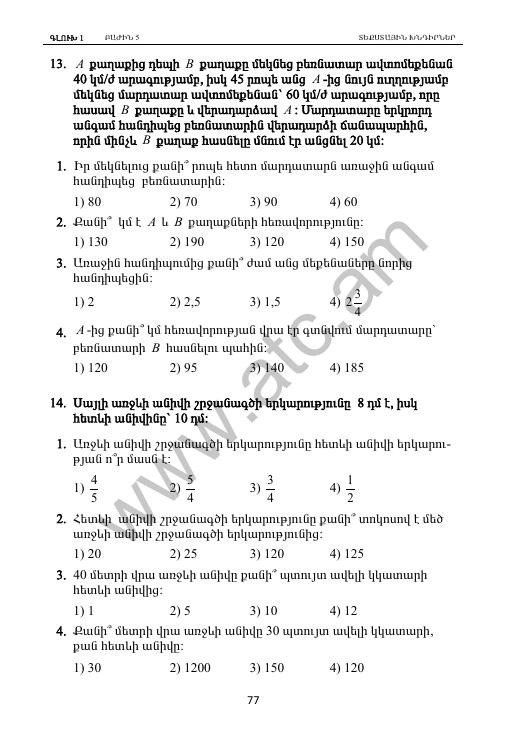 ԳԼՈՒԽ 1 ԲԱԺԻՆ 5 ՏԵՔՍՏԱՅԻՆ ԽՆԴԻՐՆԵՐ
13. A քաղաքից դեպի B քաղաքը մեկնեց բեռնատար ավտոմեքենան
40 կմ/ժ արագությամբ, իսկ 45 րոպե անց A-ից նույն ուղղությամբ
մեկնեց մարդատար ավտոմեքենան՝ 60 կմ/ժ արագությամբ, որը
հասավ B քաղաքը և վերադարձավ A: Մարդատարը երկրորդ
անգամ հանդիպեց բեռնատարին վերադարձի ճանապարհին,
որին մինչև B քաղաք հասնելը մնում էր անցնել 20 կմ:
1. Իր մեկնելուց քանի՞ րոպե հետո մարդատարն առաջին անգամ
հանդիպեց բեռնատարին:
1) 80 2) 70 3) 90 4) 60
2. Քանի՞ կմ է A և B քաղաքների հեռավորությունը:
1) 130 2) 190 3) 120 4) 150
3. Առաջին հանդիպումից քանի՞ ժամ անց մեքենաները նորից
հանդիպեցին:
1) 2 2) 2,5 3) 1,5 4) 2 3/4
4. A-ից քանի՞ կմ հեռավորության վրա էր գտնվում մարդատարը՝
բեռնատարի B հասնելու պահին:
1) 120 2) 95 3) 140 4) 185
14. Սայլի առջևի անիվի շրջանագծի երկարությունը 8 դմ է, իսկ
հետևի անիվինը՝ 10 դմ:
1. Առջևի անիվի շրջանագծի երկարությունը հետևի անիվի երկարու-
թյան ո՞ր մասն է:
1) 4/5 2) 5/4 3) 3/4 4) 1/2
2. Հետևի անիվի շրջանագծի երկարությունը քանի՞ տոկոսով է մեծ
առջևի անիվի շրջանագծի երկարությունից:
1) 20 2) 25 3) 120 4) 125
3. 40 մետրի վրա առջևի անիվը քանի՞ պտույտ ավելի կկատարի
հետևի անիվից:
1) 1 2) 5 3) 10 4) 12
4. Քանի՞ մետրի վրա առջևի անիվը 30 պտույտ ավելի կկատարի,
քան հետևի անիվը:
1) 30 2) 1200 3) 150 4) 120
77
www.atc.am